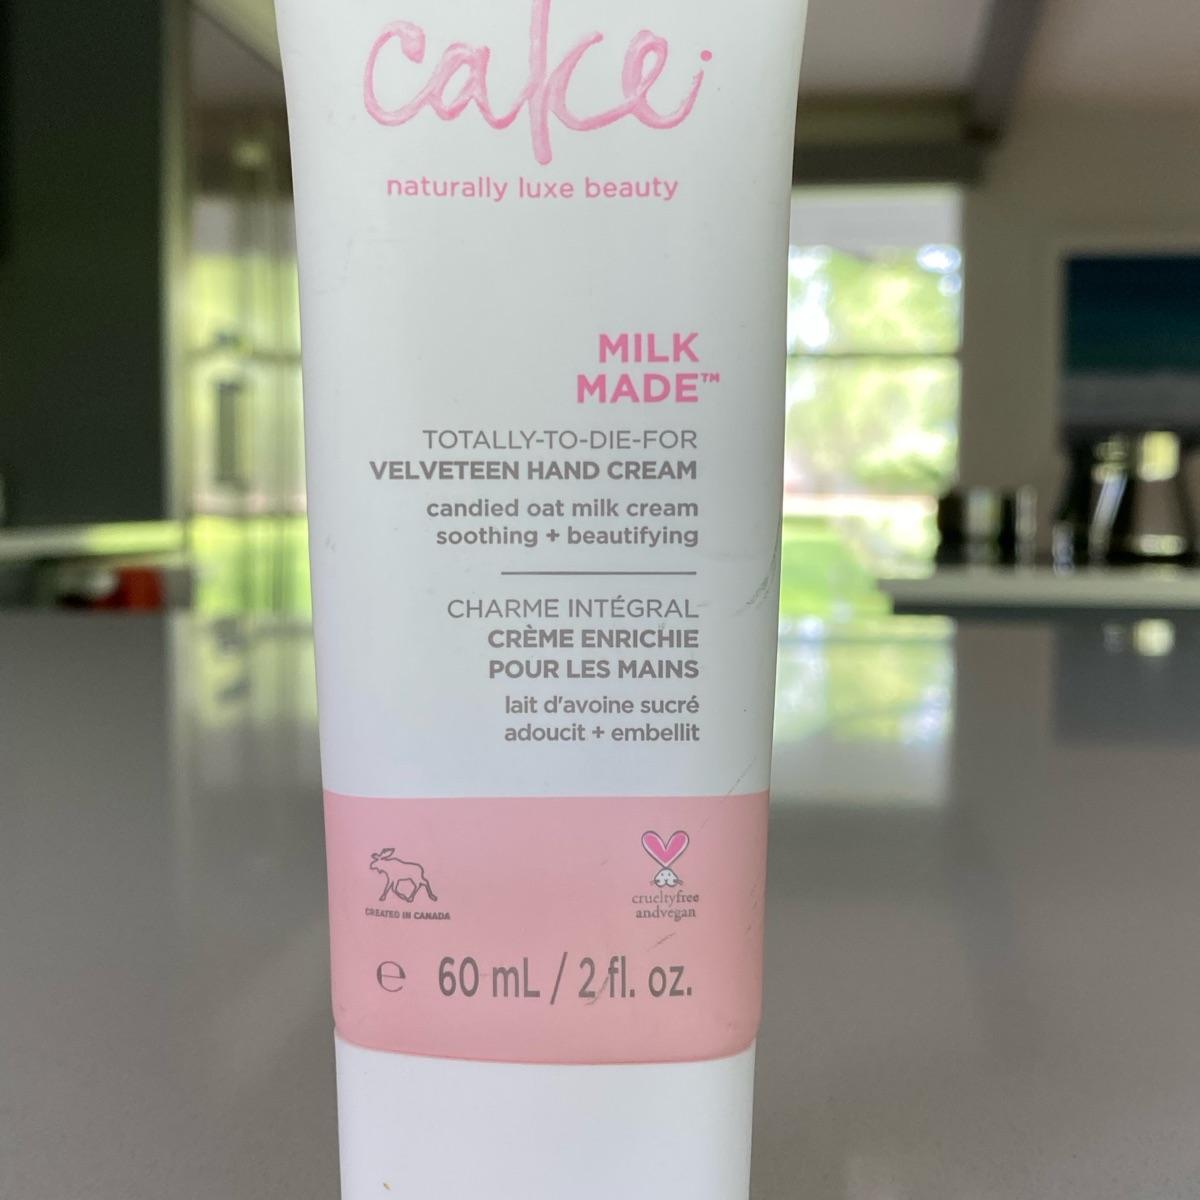 cake
naturally luxe beauty
MILK
MADE™
TOTALLY-TO-DIE-FOR
VELVETEEN HAND CREAM
candied oat milk cream
soothing + beautifying
CHARME INTÉGRAL
CRÈME ENRICHIE
POUR LES MAINS
lait d'avoine sucré
adoucit + embellit
CREATED IN CANADA
crueltyfree
andvegan
℮ 60 mL / 2 fl. oz.